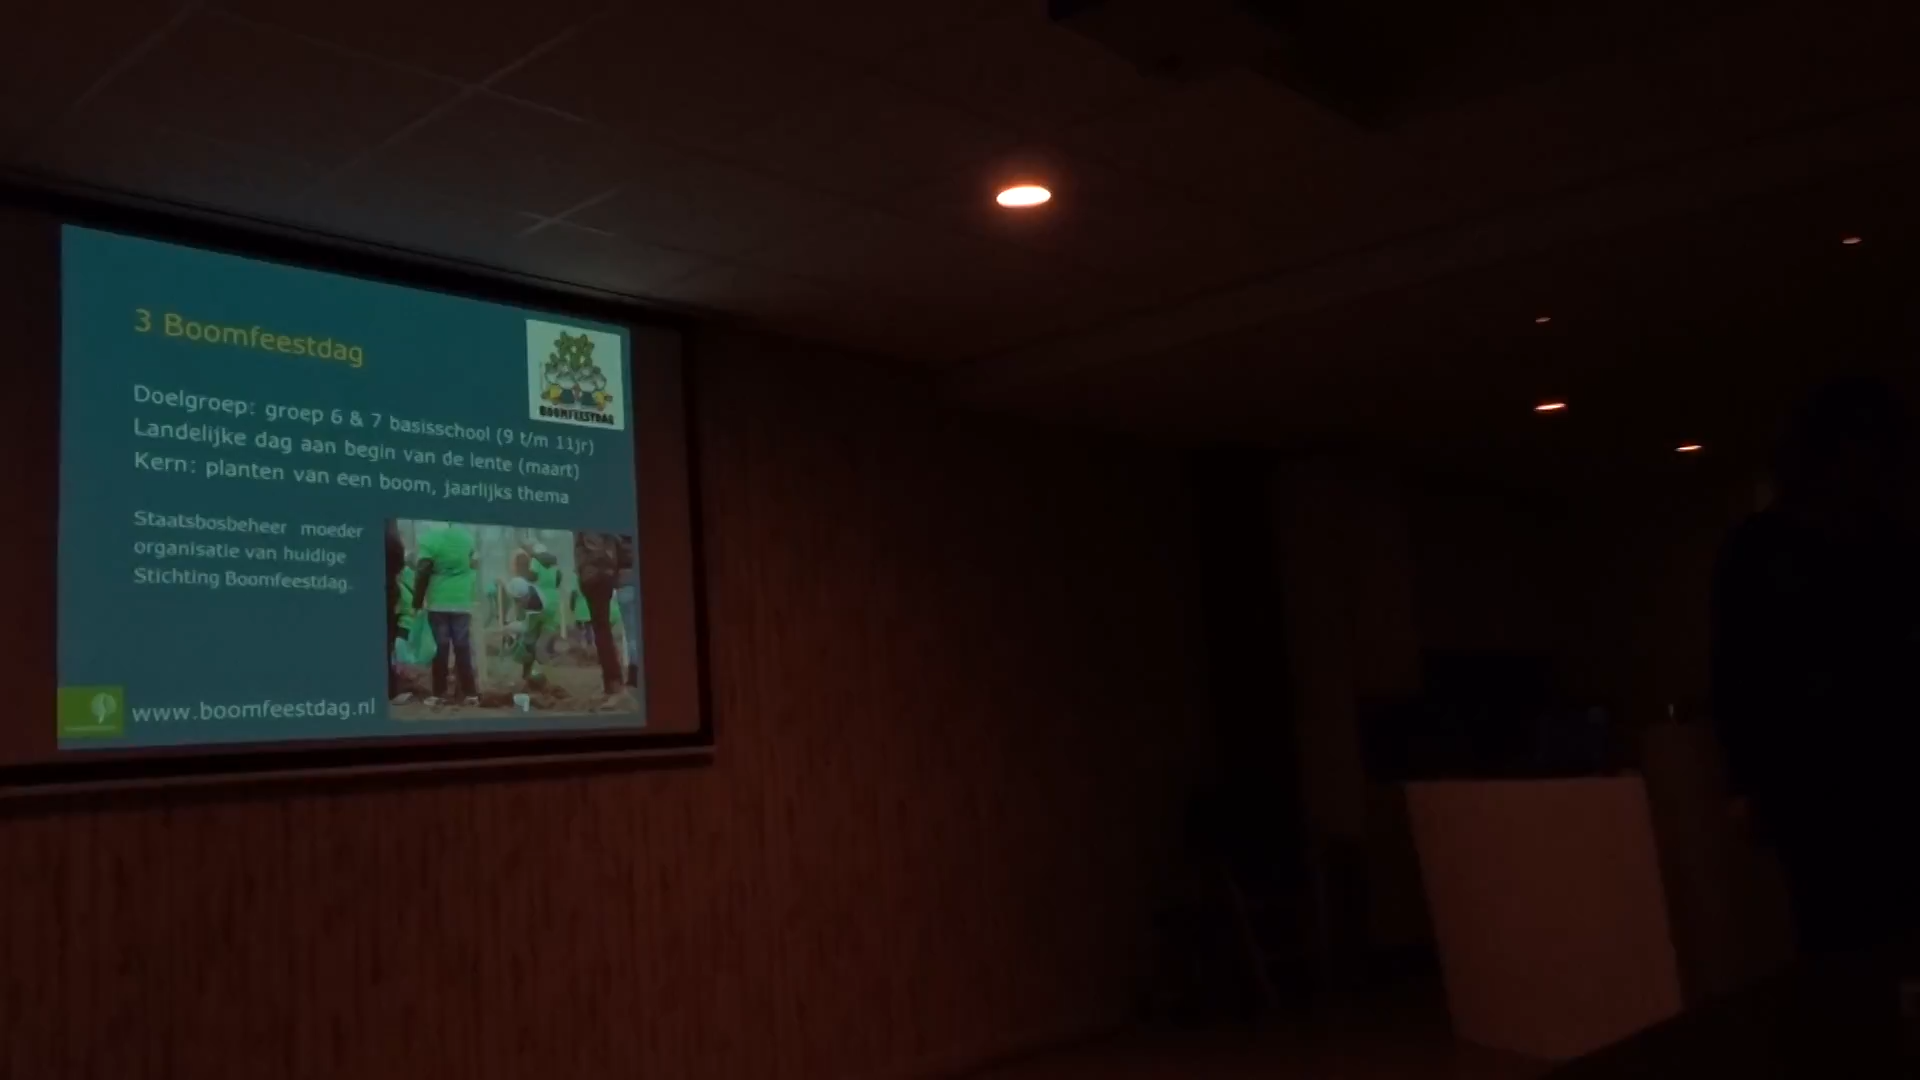 3 Boomfeestdag
BOOMFEESTDAG
Doelgroep: groep 6 & 7 basisschool (9 t/m 11jr)
Landelijke dag aan begin van de lente (maart)
Kern: planten van een boom, jaarlijks thema
Staatsbosbeheer moeder
organisatie van huidige
Stichting Boomfeestdag.
www.boomfeestdag.nl